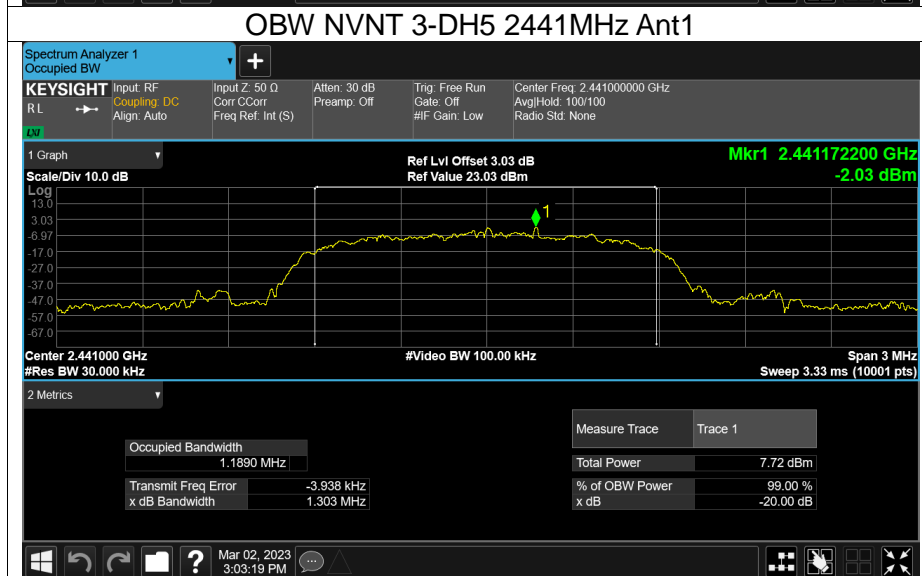 OBW NVNT 3-DH5 2441MHz Ant1
Spectrum Analyzer 1
Occupied BW
KEYSIGHT
R L
LXI
Input: RF
Coupling: DC
Align: Auto
Input Z: 50 Ω
Corr CCorr
Freq Ref: Int (S)
Atten: 30 dB
Preamp: Off
Trig: Free Run
Gate: Off
#IF Gain: Low
Center Freq: 2.441000000 GHz
Avg|Hold: 100/100
Radio Std: None
1 Graph
Scale/Div 10.0 dB
Ref Lvl Offset 3.03 dB
Ref Value 23.03 dBm
Mkr1 2.441172200 GHz
-2.03 dBm
Log
13.0
3.03
-6.97
-17.0
-27.0
-37.0
-47.0
-57.0
-67.0
1
Center 2.441000 GHz
#Res BW 30.000 kHz
#Video BW 100.00 kHz
Span 3 MHz
Sweep 3.33 ms (10001 pts)
2 Metrics
Measure Trace Trace 1
Occupied Bandwidth
1.1890 MHz
Total Power 7.72 dBm
Transmit Freq Error -3.938 kHz
% of OBW Power 99.00 %
x dB Bandwidth 1.303 MHz
x dB -20.00 dB
Mar 02, 2023
3:03:19 PM